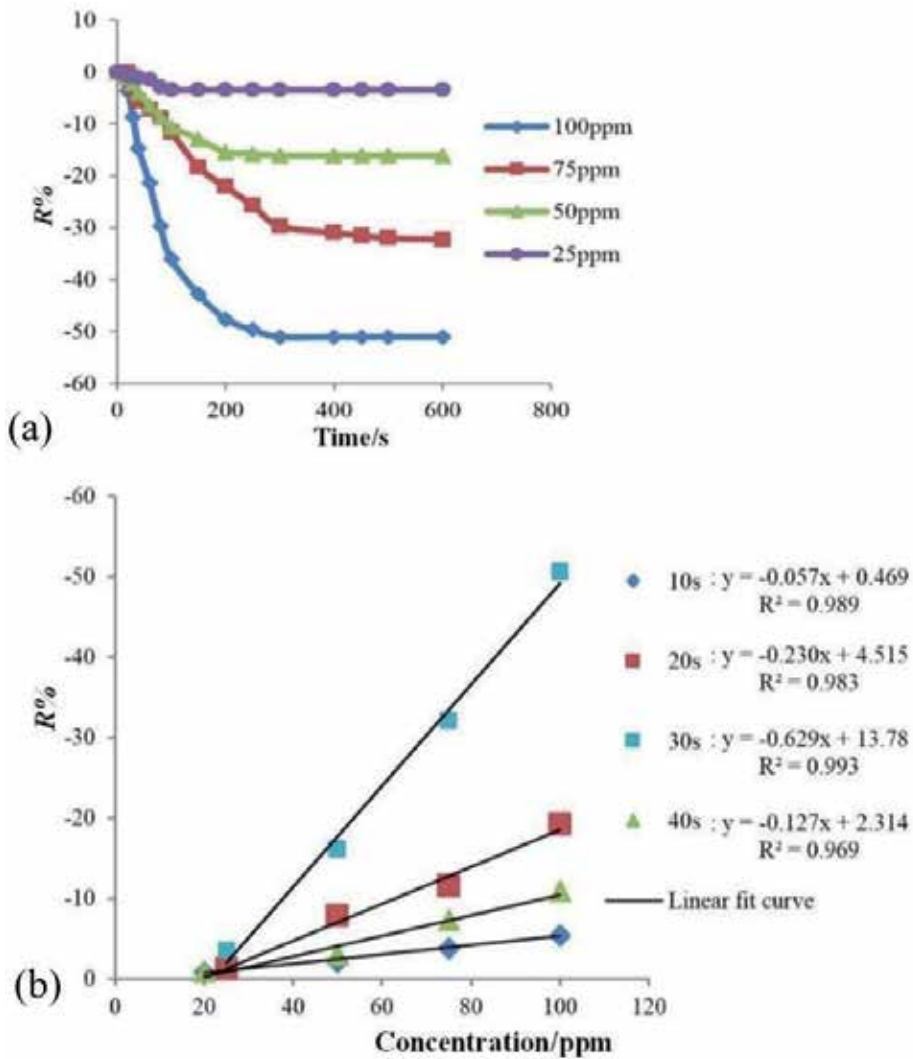 10
0
-10
-20
-30
-40
-50
-60
R%
0
200
400
600
800
Time/s
100ppm
75ppm
50ppm
25ppm
(a)
-60
-50
-40
-30
-20
-10
0
R%
0
20
40
60
80
100
120
Concentration/ppm
10s : y = -0.057x + 0.469
R² = 0.989
20s : y = -0.230x + 4.515
R² = 0.983
30s : y = -0.629x + 13.78
R² = 0.993
40s : y = -0.127x + 2.314
R² = 0.969
Linear fit curve
(b)